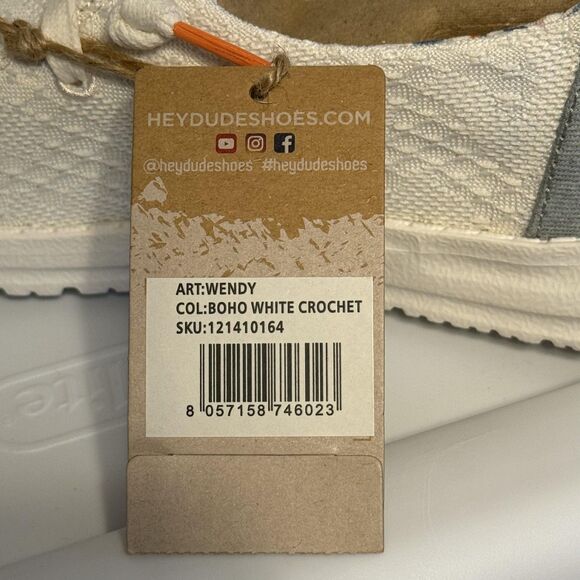 HEYDUDESHOES.COM
@heydudeshoes #heydudeshoes
ART:WENDY
COL:BOHO WHITE CROCHET
SKU:121410164
8 057158 746023